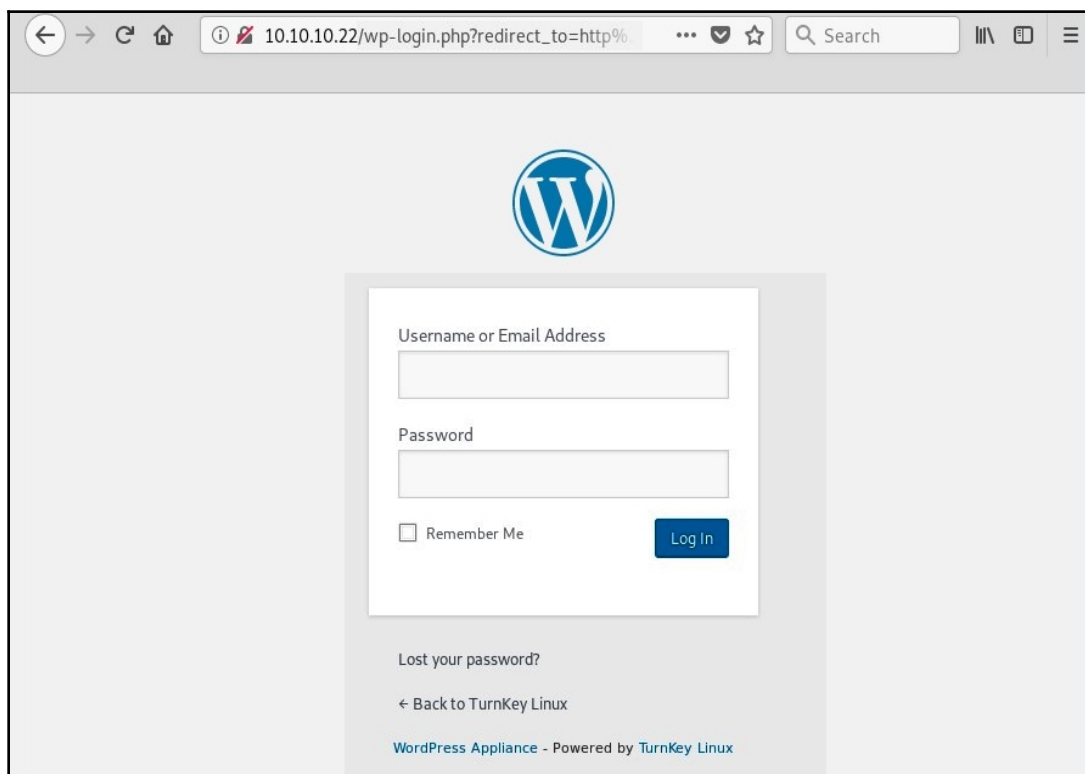 10.10.10.22/wp-login.php?redirect_to=http%
Search
Username or Email Address
Password
Remember Me
Log In
Lost your password?
← Back to TurnKey Linux
WordPress Appliance - Powered by TurnKey Linux